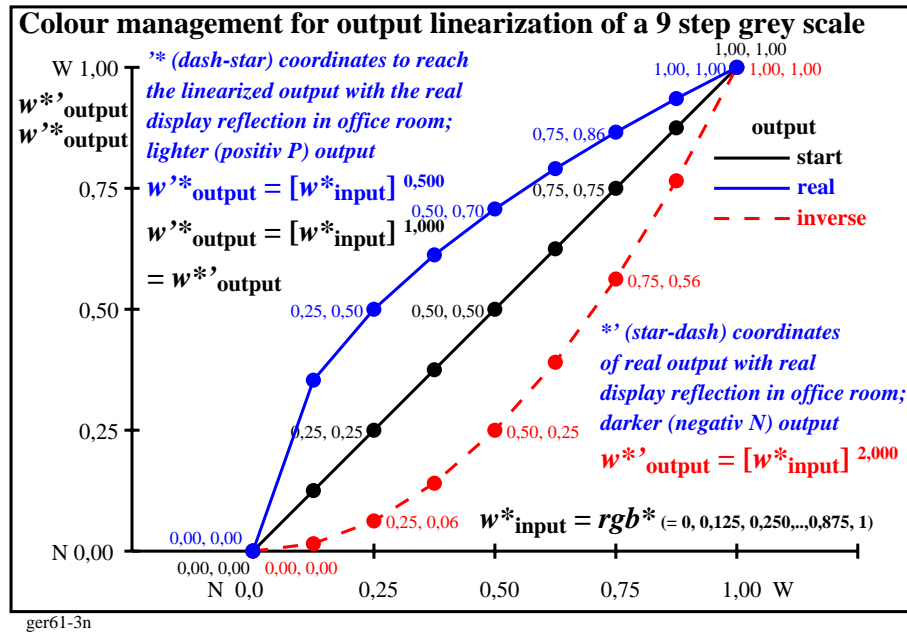 Colour management for output linearization of a 9 step grey scale
1,00, 1,00
W 1,00
1,00, 1,00
1,00, 1,00
w*’output
w’*output
’* (dash-star) coordinates to reach
the linearized output with the real
display reflection in office room;
lighter (positiv P) output
w’*output = [w*input] 0,500
w’*output = [w*input] 1,000
= w*’output
output
start
real
inverse
0,75
0,75, 0,86
0,75, 0,75
0,50, 0,70
0,50
0,25, 0,50
0,50, 0,50
0,75, 0,56
*’ (star-dash) coordinates
of real output with real
display reflection in office room;
darker (negativ N) output
w*’output = [w*input] 2,000
0,25
0,25, 0,25
0,50, 0,25
0,25, 0,06
w*input = rgb* (= 0, 0,125, 0,250,..,0,875, 1)
0,00, 0,00
N 0,00
0,00, 0,00
0,00, 0,00
N 0,0
0,25
0,50
0,75
1,00 W
ger61-3n